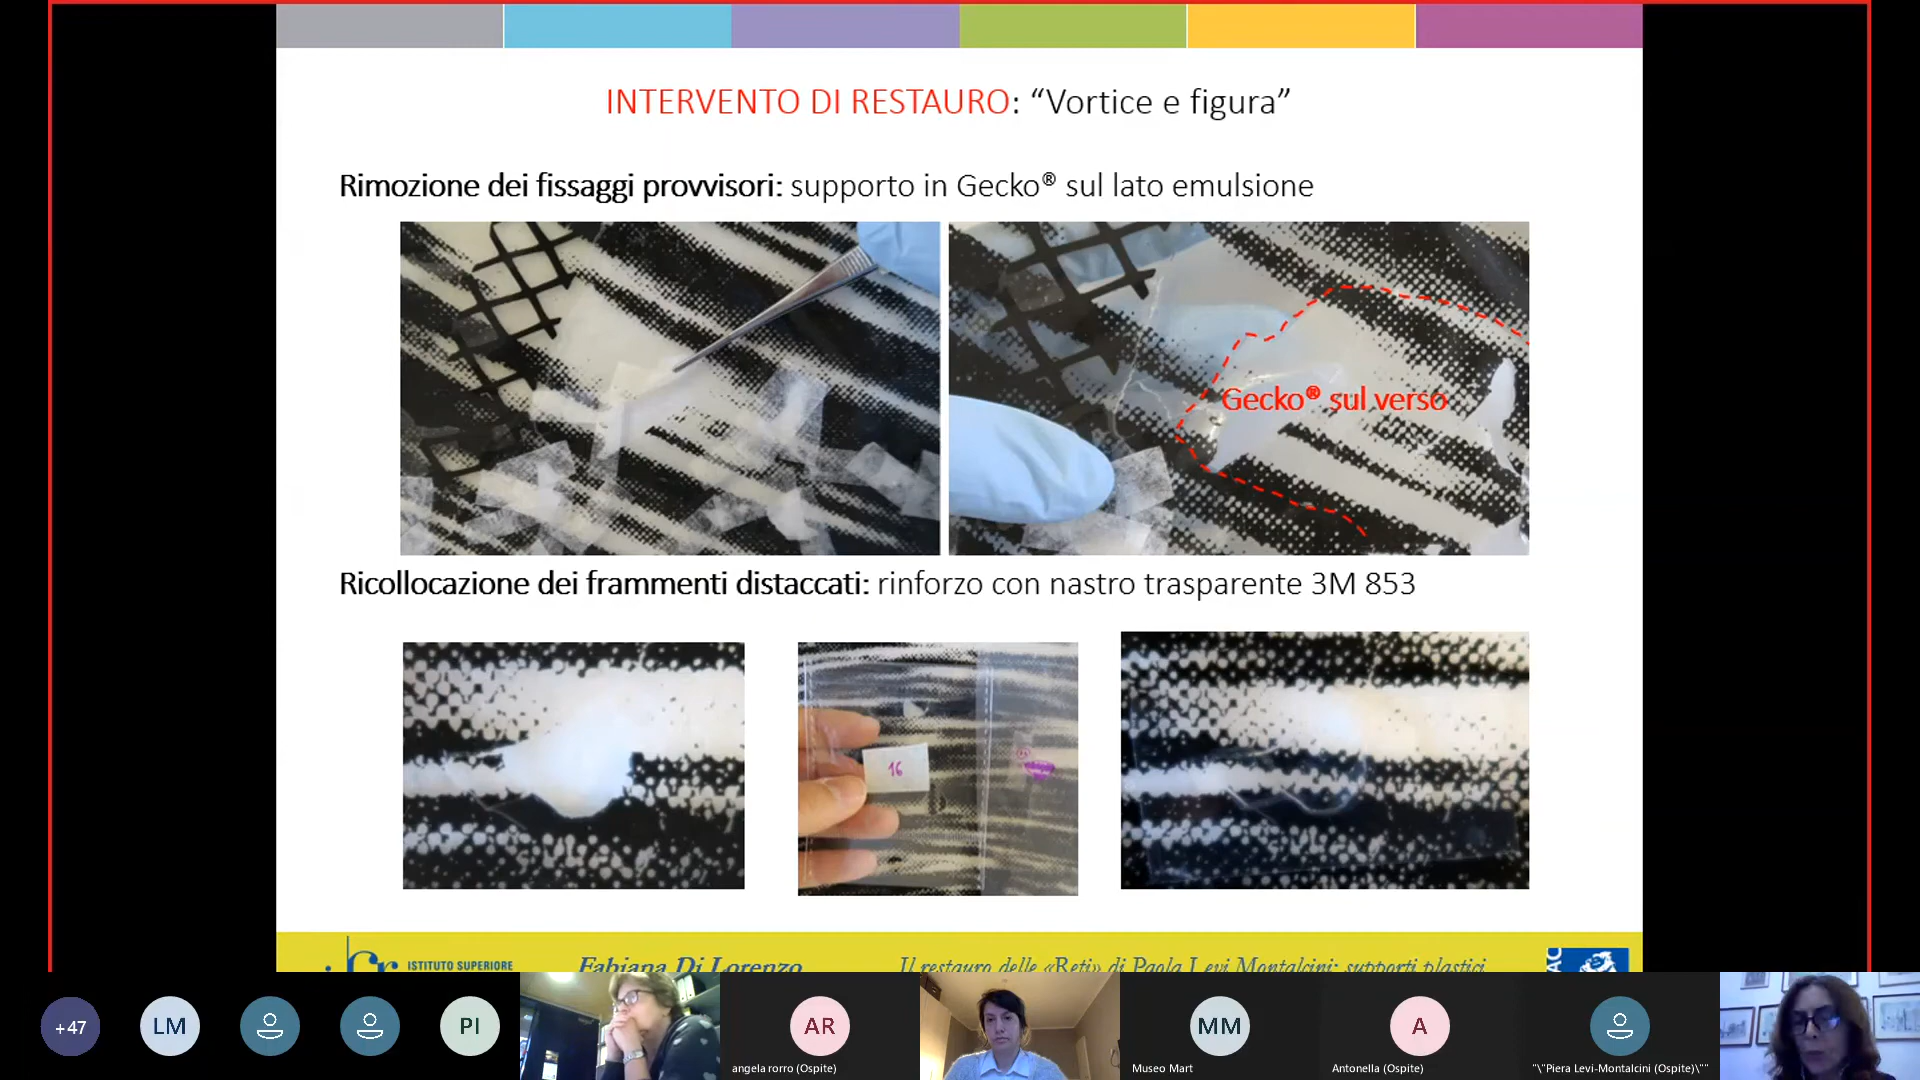 INTERVENTO DI RESTAURO: “Vortice e figura”
Rimozione dei fissaggi provvisori: supporto in Gecko® sul lato emulsione
Gecko® sul verso
Ricollocazione dei frammenti distaccati: rinforzo con nastro trasparente 3M 853
16
ISTITUTO SUPERIORE
Fabiana Di Lorenzo
Il restauro delle «Reti» di Paola Levi Montalcini: supporti plastici
+47
LM
PI
AR
angela rorro (Ospite)
MM
Museo Mart
A
Antonella (Ospite)
"\"Piera Levi-Montalcini (Ospite)\""